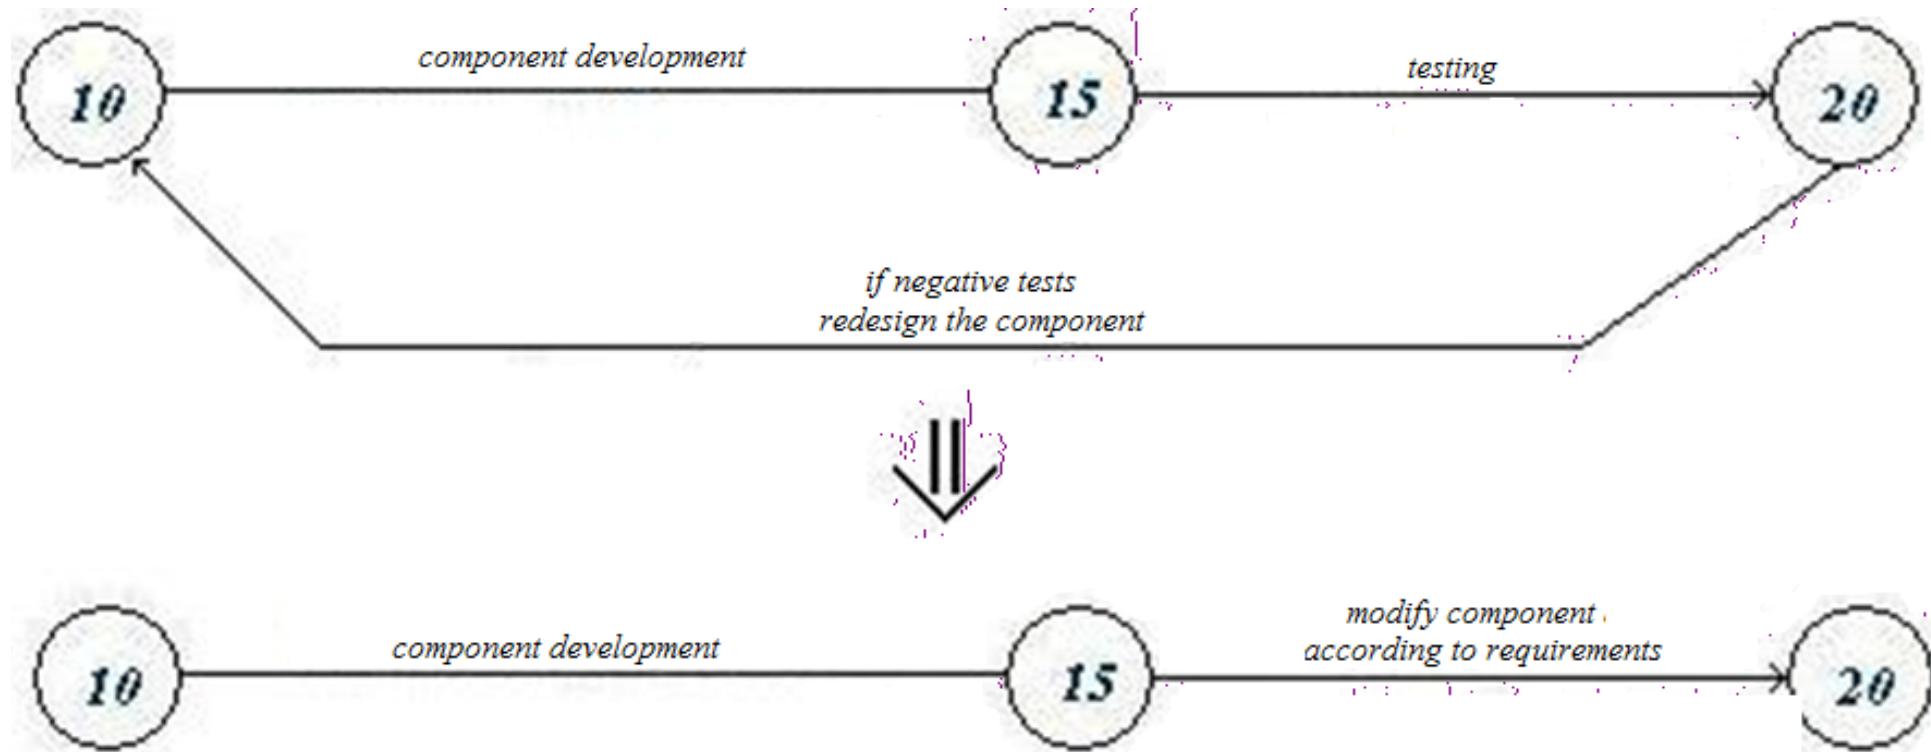 component development
testing
10
15
20
if negative tests
redesign the component
modify component
according to requirements
component development
10
15
20